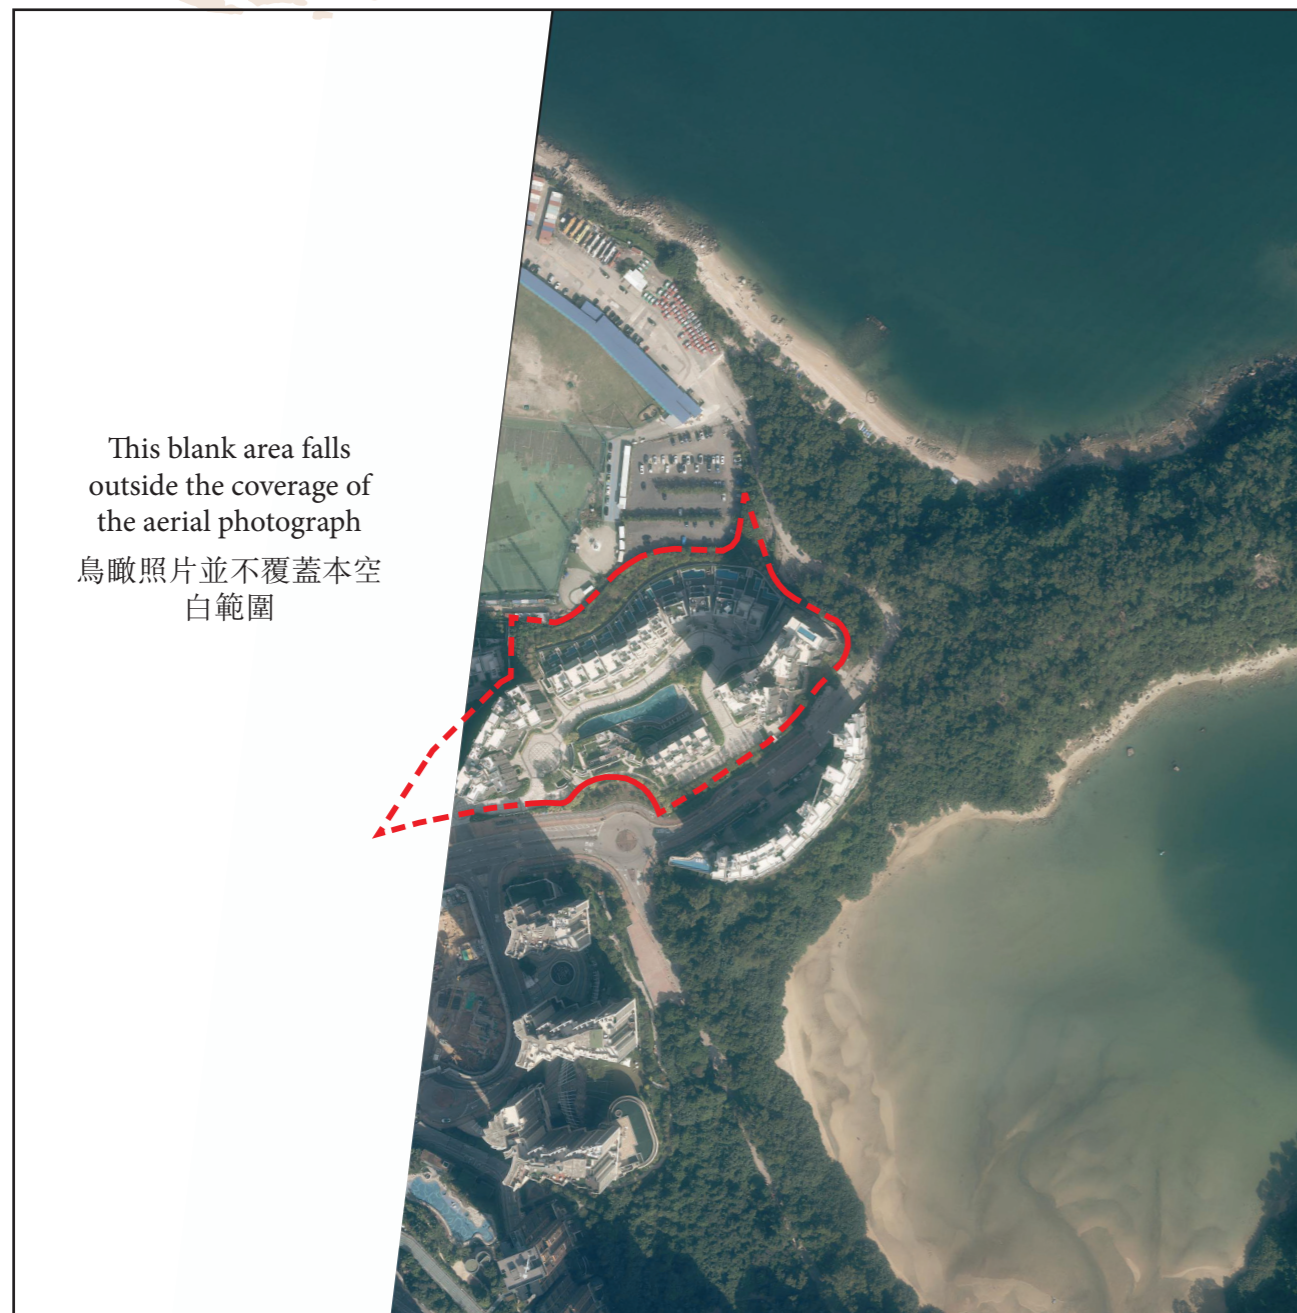 This blank area falls
outside the coverage of
the aerial photograph
鳥瞰照片並不覆蓋本空
白範圍